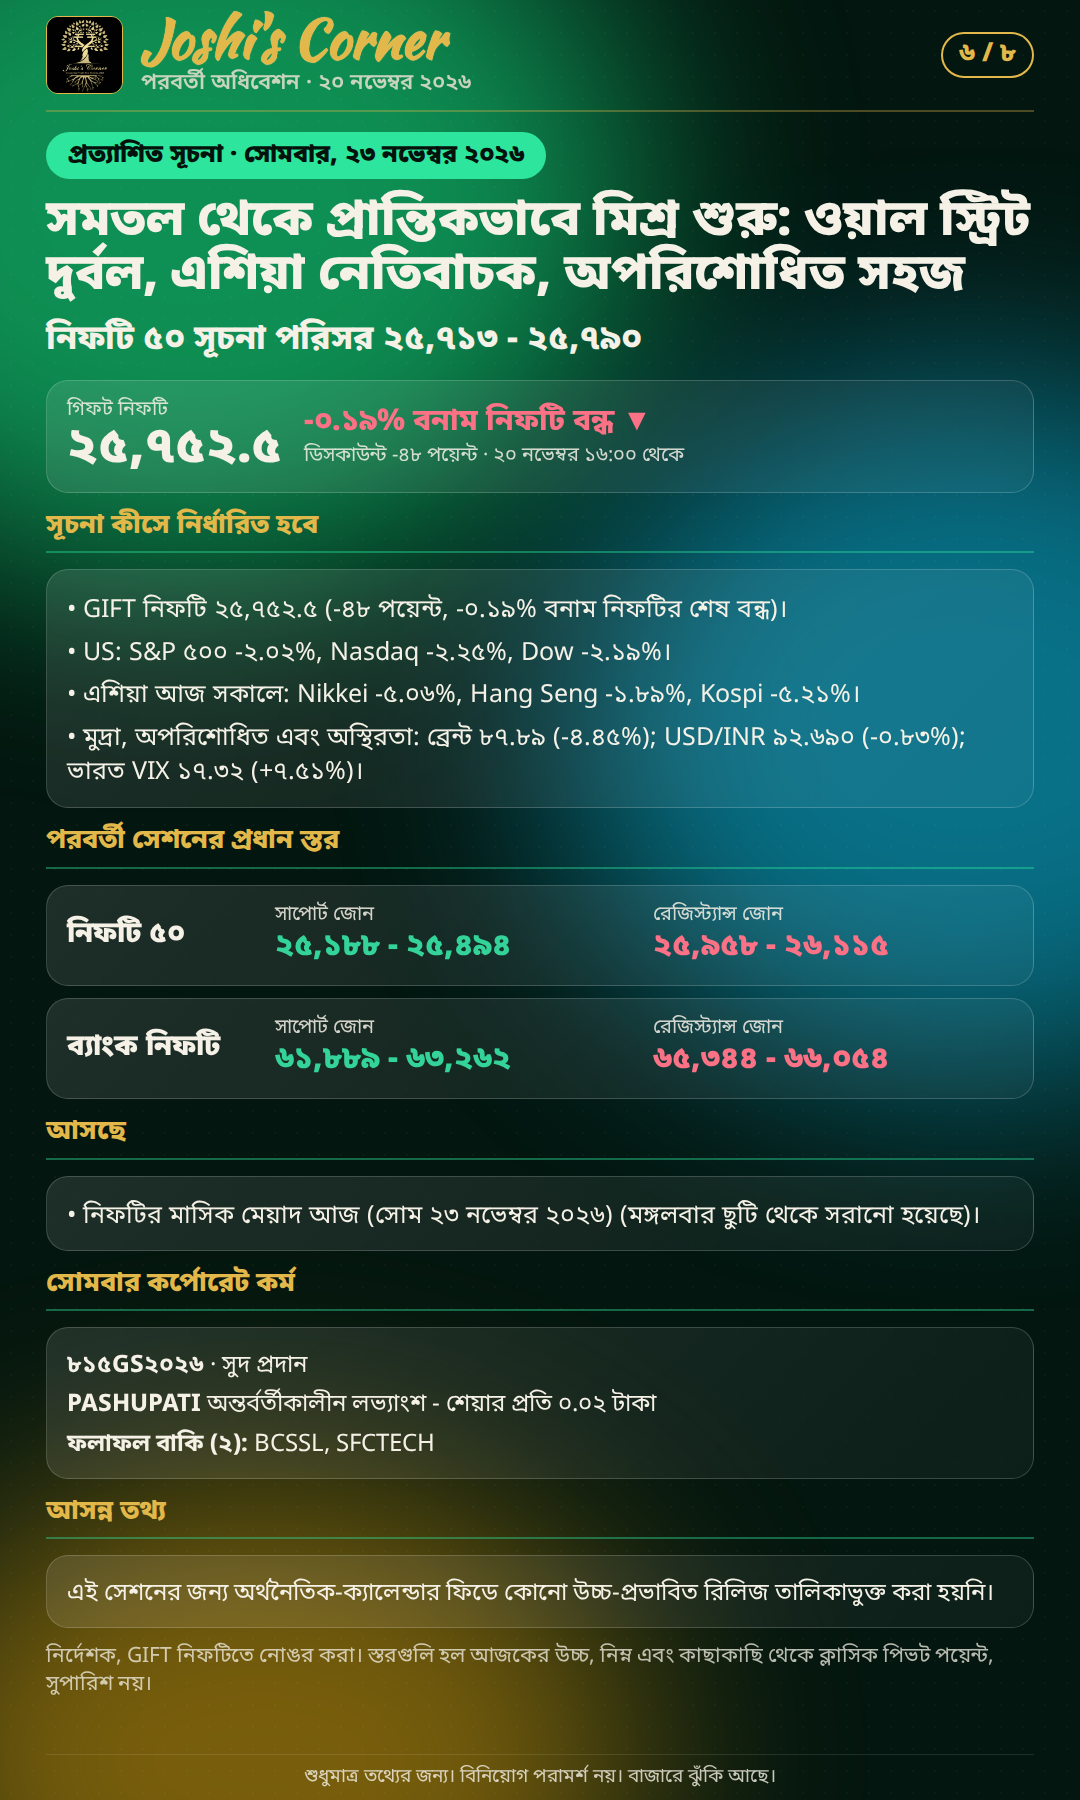 Joshi's Corner
পরবর্তী অধিবেশন · ২০ নভেম্বর ২০২৬
৬ / ৮
প্রত্যাশিত সূচনা · সোমবার, ২৩ নভেম্বর ২০২৬
সমতল থেকে প্রান্তিকভাবে মিশ্র শুরু: ওয়াল স্ট্রিট
দুর্বল, এশিয়া নেতিবাচক, অপরিশোধিত সহজ
নিফটি ৫০ সূচনা পরিসর ২৫,৭১৩ - ২৫,৭৯০
গিফট নিফটি
২৫,৭৫২.৫
-০.১৯% বনাম নিফটি বন্ধ ▼
ডিসকাউন্ট -৪৮ পয়েন্ট · ২০ নভেম্বর ১৬:০০ থেকে
সূচনা কীসে নির্ধারিত হবে
• GIFT নিফটি ২৫,৭৫২.৫ (-৪৮ পয়েন্ট, -০.১৯% বনাম নিফটির শেষ বন্ধ)।
• US: S&P ৫০০ -২.০২%, Nasdaq -২.২৫%, Dow -২.১৯%।
• এশিয়া আজ সকালে: Nikkei -৫.০৬%, Hang Seng -১.৮৯%, Kospi -৫.২১%।
• মুদ্রা, অপরিশোধিত এবং অস্থিরতা: ব্রেন্ট ৮৭.৮৯ (-৪.৪৫%); USD/INR ৯২.৬৯০ (-০.৮৩%);
ভারত VIX ১৭.৩২ (+৭.৫১%)।
পরবর্তী সেশনের প্রধান স্তর
নিফটি ৫০
সাপোর্ট জোন
২৫,১৮৮ - ২৫,৪৯৪
রেজিস্ট্যান্স জোন
২৫,৯৫৮ - ২৬,১১৫
ব্যাংক নিফটি
সাপোর্ট জোন
৬১,৮৮৯ - ৬৩,২৬২
রেজিস্ট্যান্স জোন
৬৫,৩৪৪ - ৬৬,০৫৪
আসছে
• নিফটির মাসিক মেয়াদ আজ (সোম ২৩ নভেম্বর ২০২৬) (মঙ্গলবার ছুটি থেকে সরানো হয়েছে)।
সোমবার কর্পোরেট কর্ম
৮১৫GS২০২৬ · সুদ প্রদান
PASHUPATI অন্তর্বর্তীকালীন লভ্যাংশ - শেয়ার প্রতি ০.০২ টাকা
ফলাফল বাকি (২): BCSSL, SFCTECH
আসন্ন তথ্য
এই সেশনের জন্য অর্থনৈতিক-ক্যালেন্ডার ফিডে কোনো উচ্চ-প্রভাবিত রিলিজ তালিকাভুক্ত করা হয়নি।
নির্দেশক, GIFT নিফটিতে নোঙর করা। স্তরগুলি হল আজকের উচ্চ, নিম্ন এবং কাছাকাছি থেকে ক্লাসিক পিভট পয়েন্ট,
সুপারিশ নয়।
শুধুমাত্র তথ্যের জন্য। বিনিয়োগ পরামর্শ নয়। বাজারে ঝুঁকি আছে।